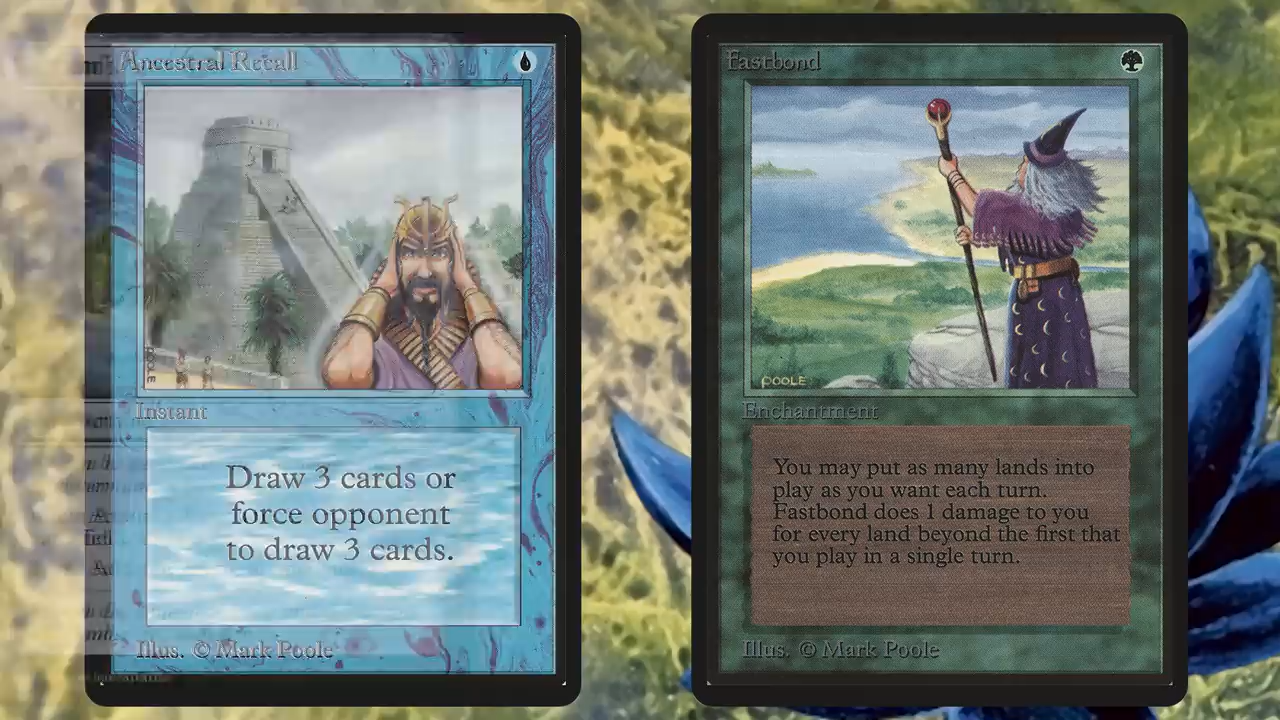 Ancestral Recall
POOLE
Instant
Draw 3 cards or
force opponent
to draw 3 cards.
Illus. © Mark Poole
Fastbond
POOLE
Enchantment
You may put as many lands into
play as you want each turn.
Fastbond does 1 damage to you
for every land beyond the first that
you play in a single turn.
Illus. © Mark Poole